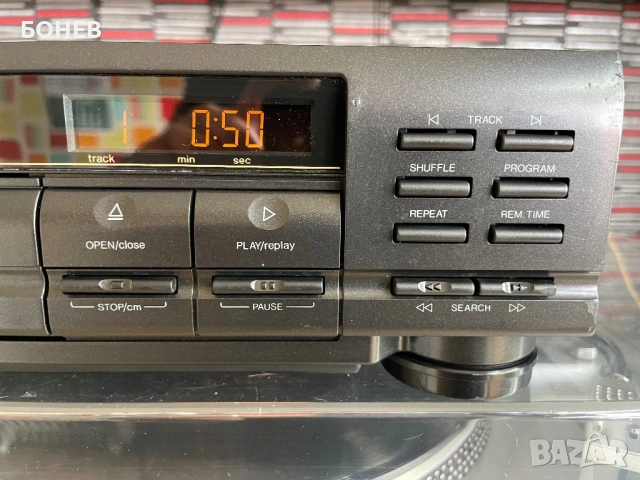 БОНЕВ
1 0:50
track min sec
TRACK
SHUFFLE PROGRAM
REPEAT REM. TIME
OPEN/close PLAY/replay
STOP/cm PAUSE
SEARCH
BAZAR